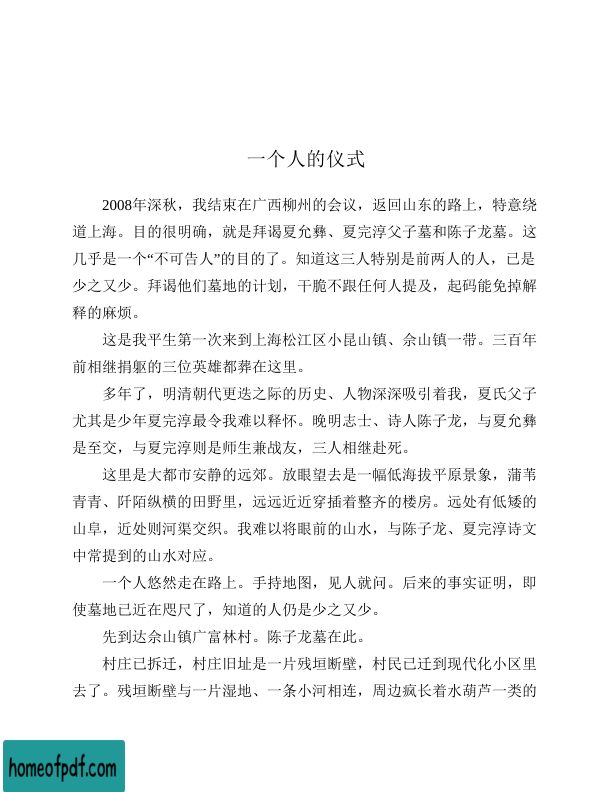 一个人的仪式
2008年深秋，我结束在广西柳州的会议，返回山东的路上，特意绕
道上海。目的很明确，就是拜谒夏允彝、夏完淳父子墓和陈子龙墓。这
几乎是一个“不可告人”的目的了。知道这三人特别是前两人的人，已是
少之又少。拜谒他们墓地的计划，干脆不跟任何人提及，起码能免掉解
释的麻烦。
这是我平生第一次来到上海松江区小昆山镇、佘山镇一带。三百年
前相继捐躯的三位英雄都葬在这里。
多年了，明清朝代更迭之际的历史、人物深深吸引着我，夏氏父子
尤其是少年夏完淳最令我难以释怀。晚明志士、诗人陈子龙，与夏允彝
是至交，与夏完淳则是师生兼战友，三人相继赴死。
这里是大都市安静的远郊。放眼望去是一幅低海拔平原景象，蒲苇
青青、阡陌纵横的田野里，远远近近穿插着整齐的楼房。远处有低矮的
山阜，近处则河渠交织。我难以将眼前的山水，与陈子龙、夏完淳诗文
中常提到的山水对应。
一个人悠然走在路上。手持地图，见人就问。后来的事实证明，即
使墓地已近在咫尺了，知道的人仍是少之又少。
先到达佘山镇广富林村。陈子龙墓在此。
村庄已拆迁，村庄旧址是一片残垣断壁，村民已迁到现代化小区里
去了。残垣断壁与一片湿地、一条小河相连，周边疯长着水葫芦一类的
homeofpdf.com